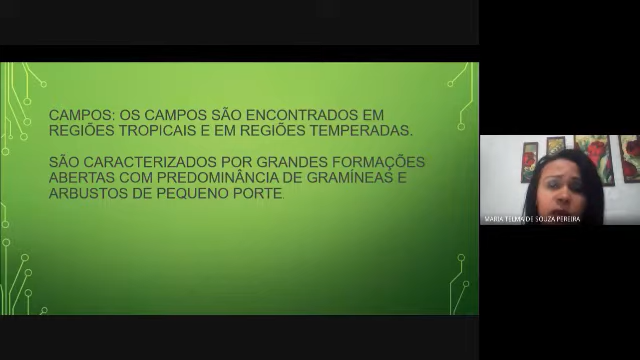 CAMPOS: OS CAMPOS SÃO ENCONTRADOS EM
REGIÕES TROPICAIS E EM REGIÕES TEMPERADAS.
SÃO CARACTERIZADOS POR GRANDES FORMAÇÕES
ABERTAS COM PREDOMINÂNCIA DE GRAMÍNEAS E
ARBUSTOS DE PEQUENO PORTE.
MARIA TELMA DE SOUZA PEREIRA